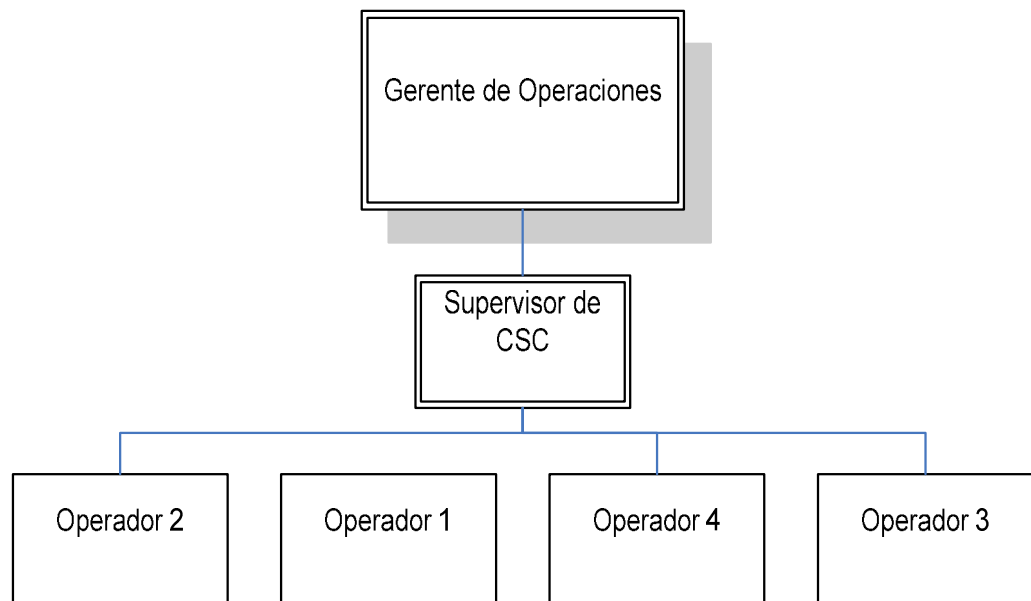 Gerente de Operaciones
Supervisor de
CSC
Operador 2
Operador 1
Operador 4
Operador 3